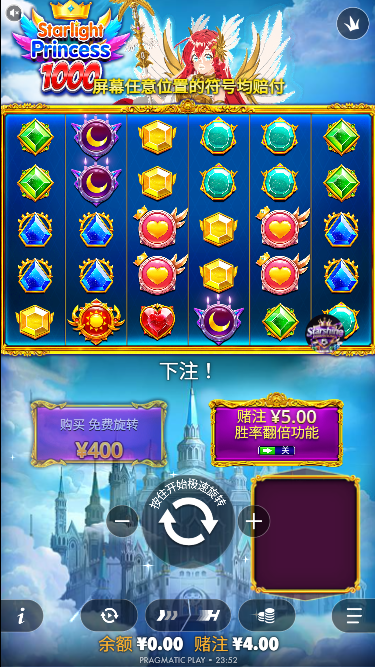 Starlight
Princess
1000
屏幕任意位置的符号均赔付
Starshine
下注！
购买 免费旋转
¥400
赌注 ¥5.00
胜率翻倍功能
关
按住开始极速旋转
余额 ¥0.00 赌注 ¥4.00
PRAGMATIC PLAY • 23:52